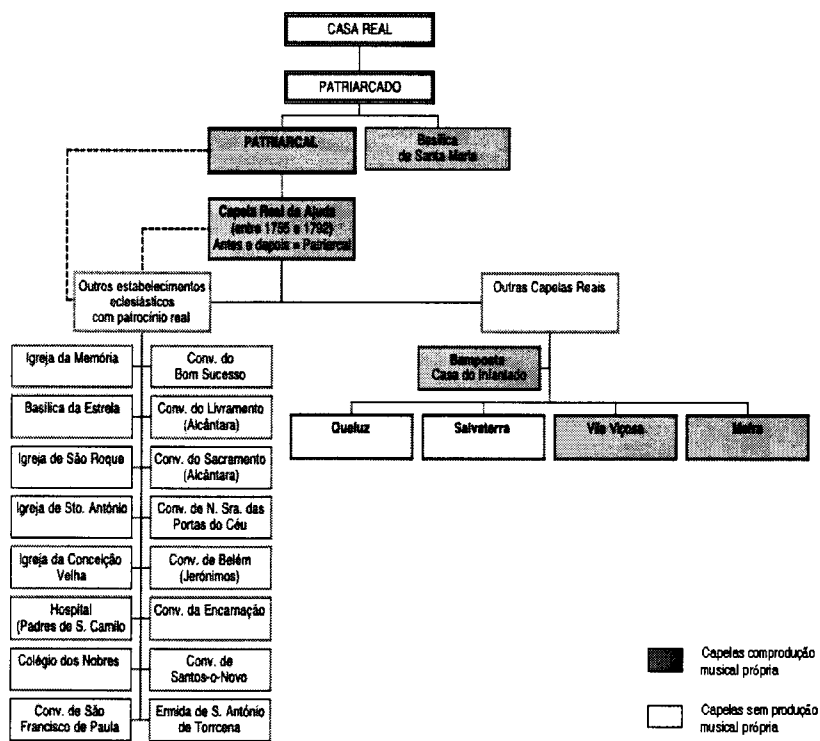 CASA REAL
PATRIARCADO
PATRIARCAL
Basílica
de Santa Maria
Capela Real da Ajuda
(entre 1755 e 1792)
Antes e depois = Patriarcal
Outros estabelecimentos
eclesiásticos
com patrocínio real
Outras Capelas Reais
Bemposta
Casa do Infantado
Queluz
Salvaterra
Vila Viçosa
Mafra
Igreja da Memória
Conv. do
Bom Sucesso
Basílica da Estrela
Conv. do Livramento
(Alcântara)
Igreja de São Roque
Conv. do Sacramento
(Alcântara)
Igreja de Sto. António
Conv. de N. Sra. das
Portas do Céu
Igreja da Conceição
Velha
Conv. de Belém
(Jerónimos)
Hospital
(Padres de S. Camilo
Conv. da Encarnação
Colégio dos Nobres
Conv. de
Santos-o-Novo
Conv. de São
Francisco de Paula
Ermida de S. António
de Torrcena
Capelas comprodução
musical própria
Capelas sem produção
musical própria